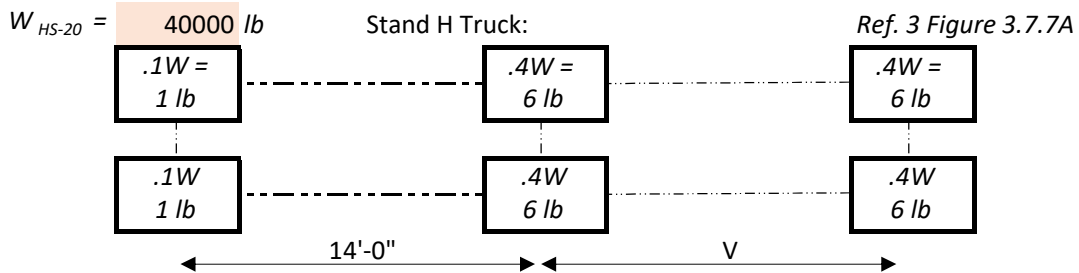 W HS-20 = 40000 lb Stand H Truck: Ref. 3 Figure 3.7.7A
.1W = .4W = .4W =
1 lb 6 lb 6 lb
.1W .4W .4W
1 lb 6 lb 6 lb
14'-0" V